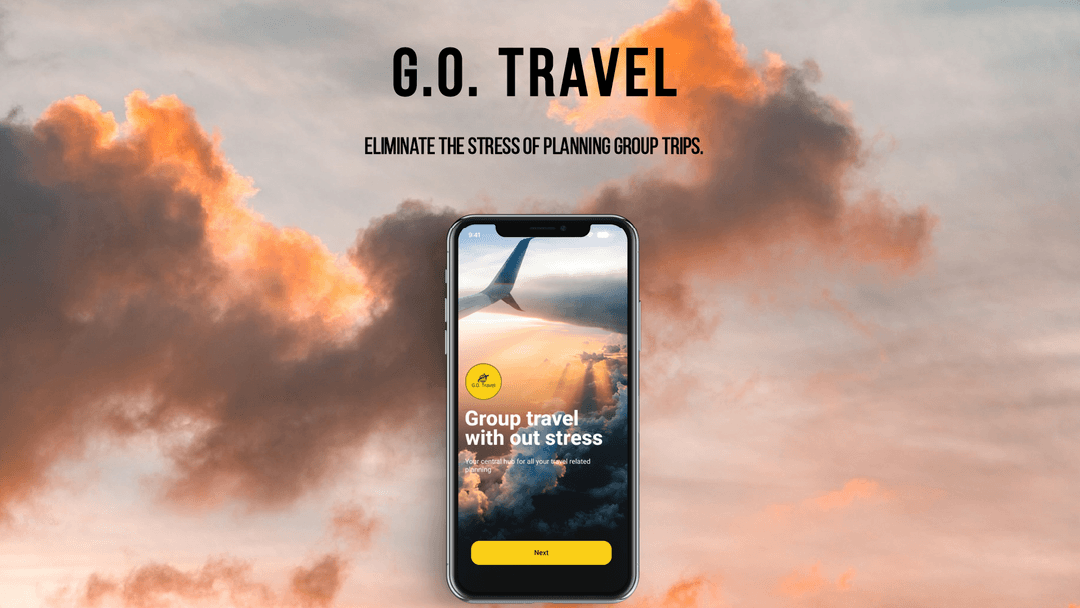 G.O. TRAVEL
ELIMINATE THE STRESS OF PLANNING GROUP TRIPS.
9:41
G.O. Travel
Group travel
with out stress
Your central hub for all your travel related
planning
Next